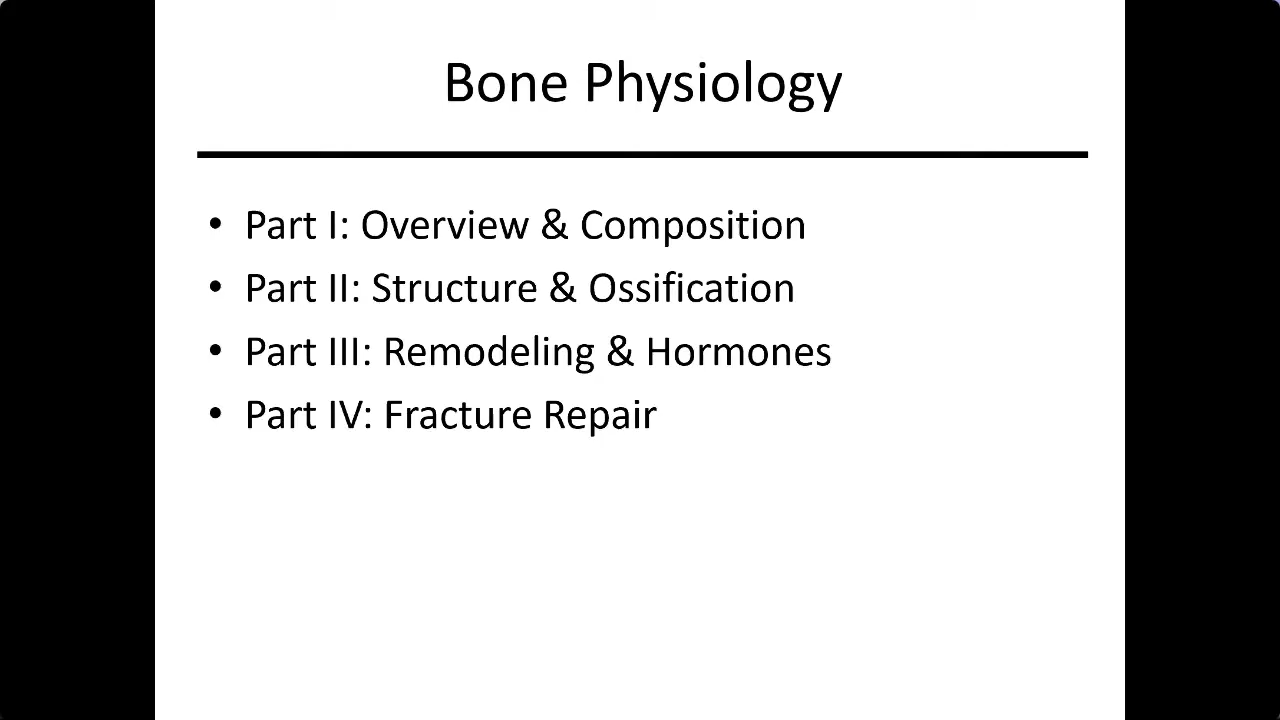 Bone Physiology
• Part I: Overview & Composition
• Part II: Structure & Ossification
• Part III: Remodeling & Hormones
• Part IV: Fracture Repair